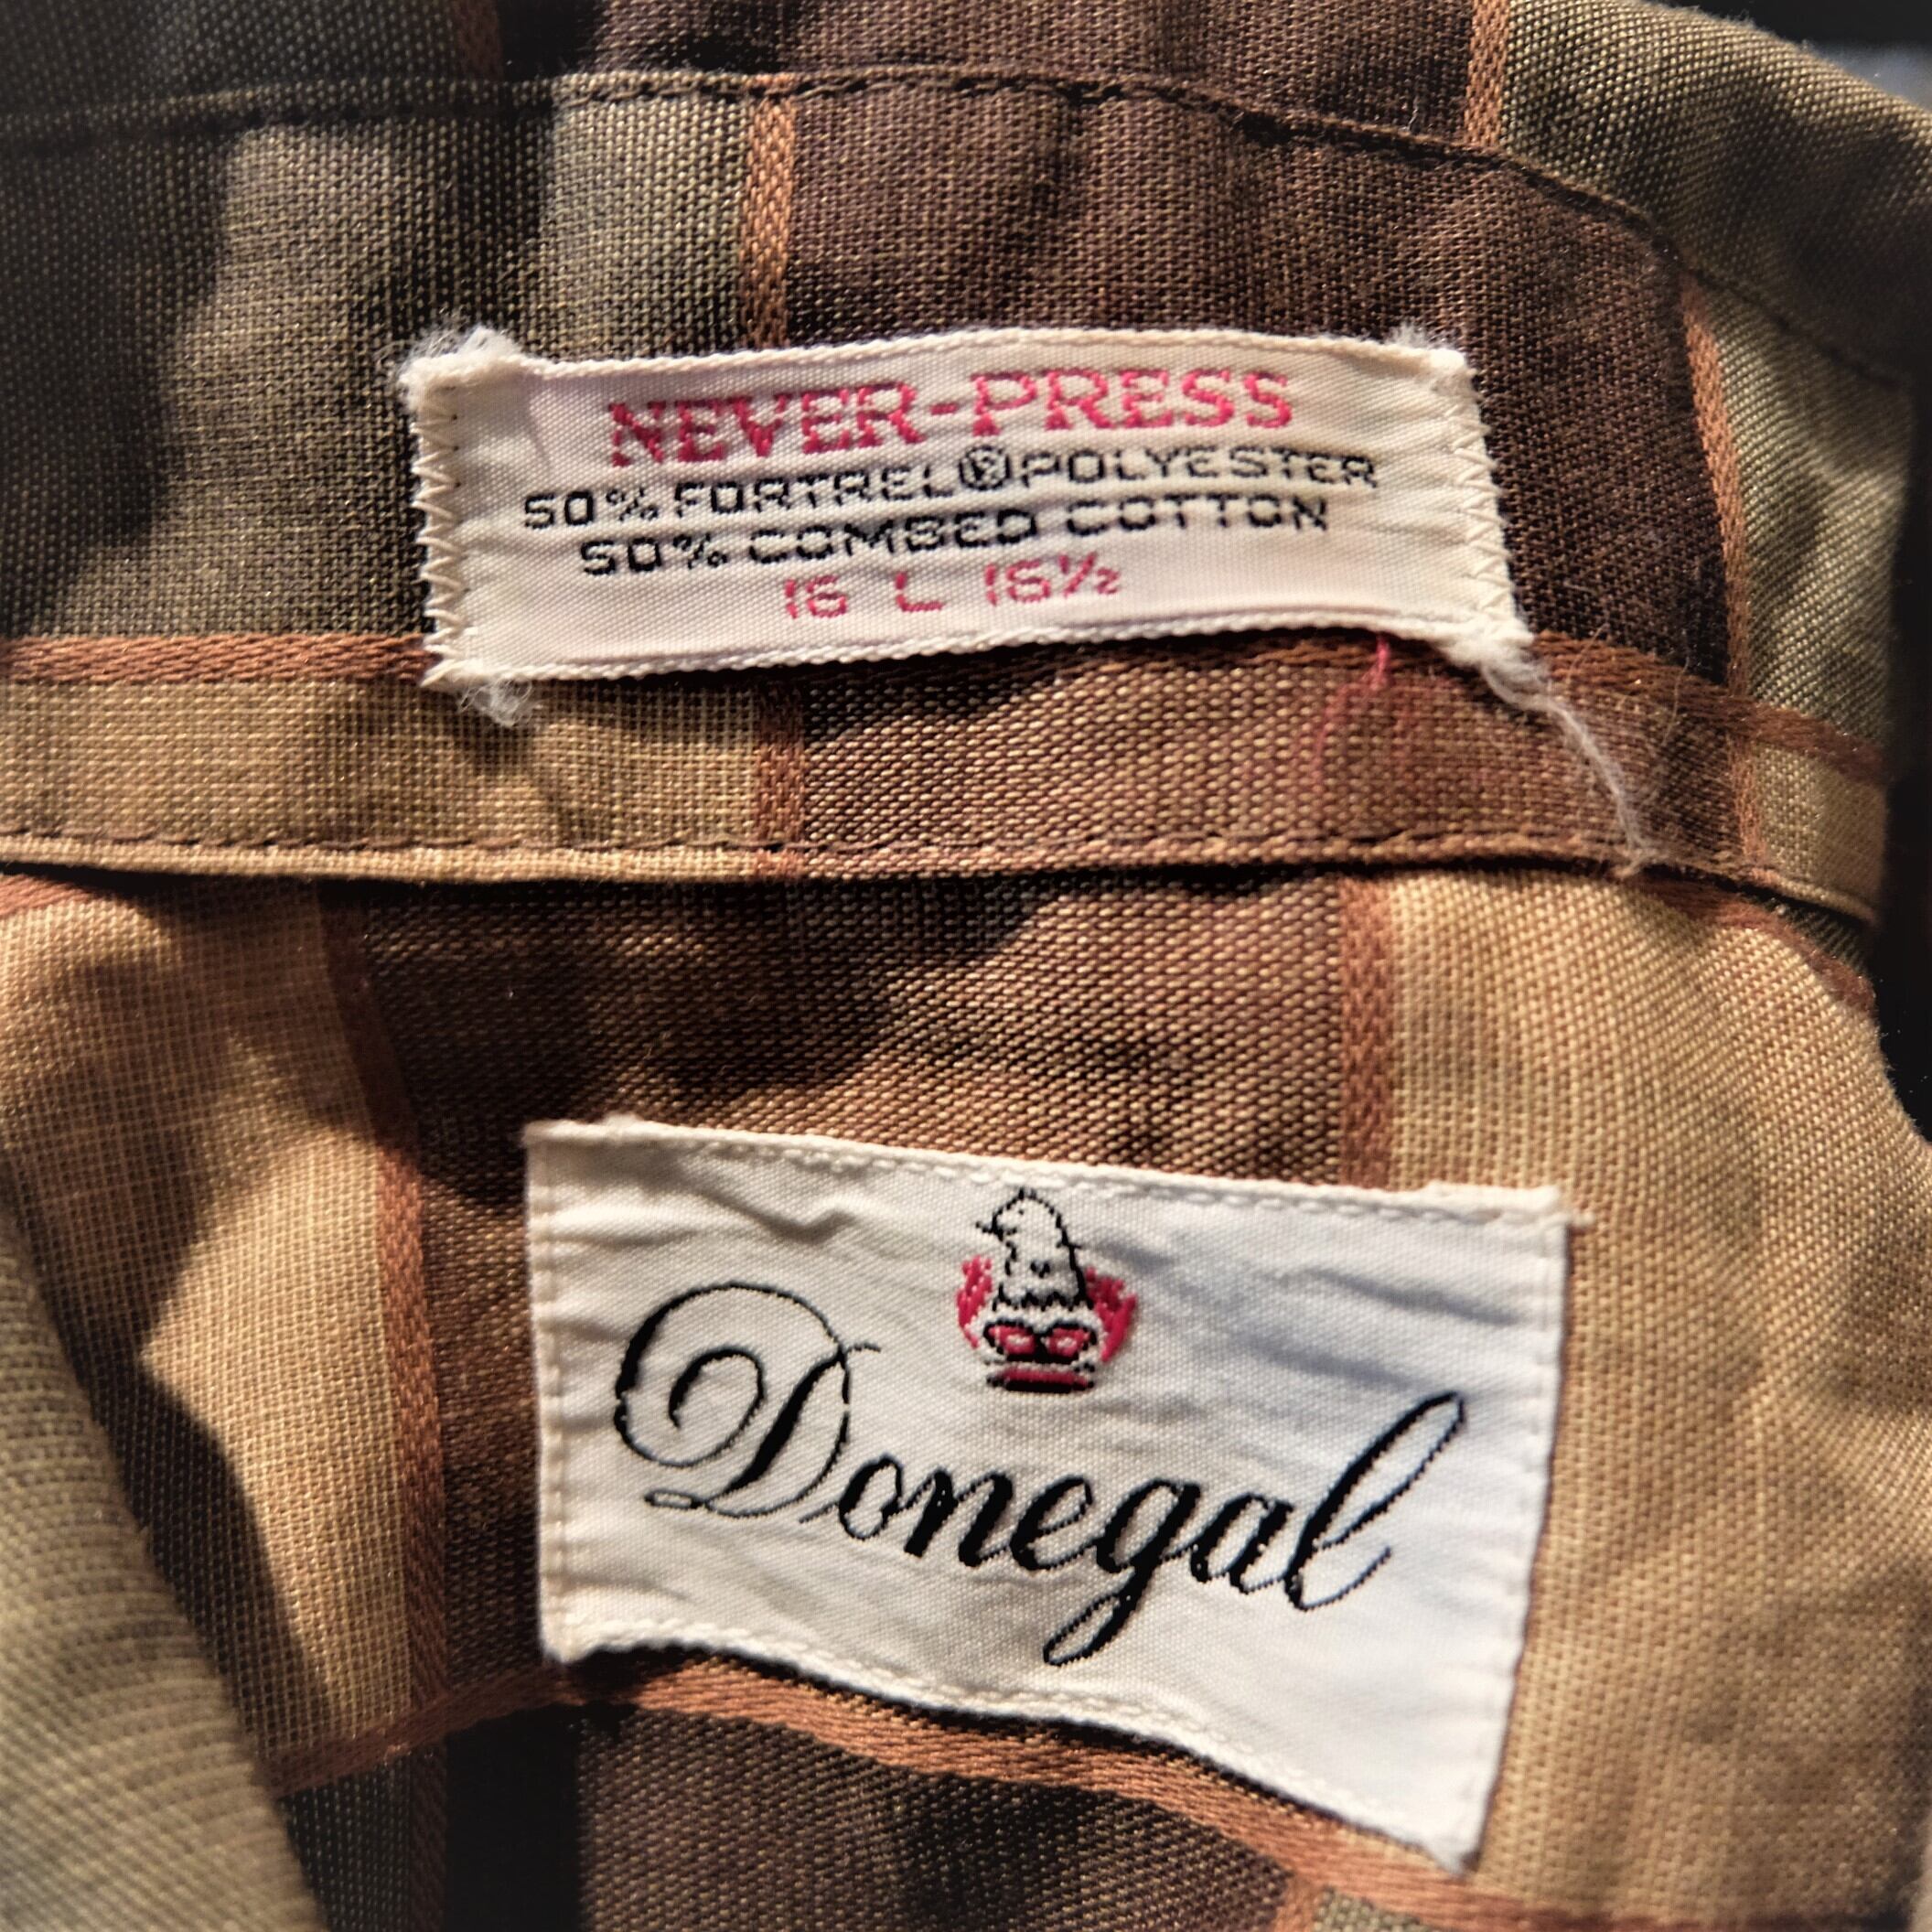 NEVER-PRESS
50% FORTREL® POLYESTER
50% COMBED COTTON
16 L 16½
Donegal